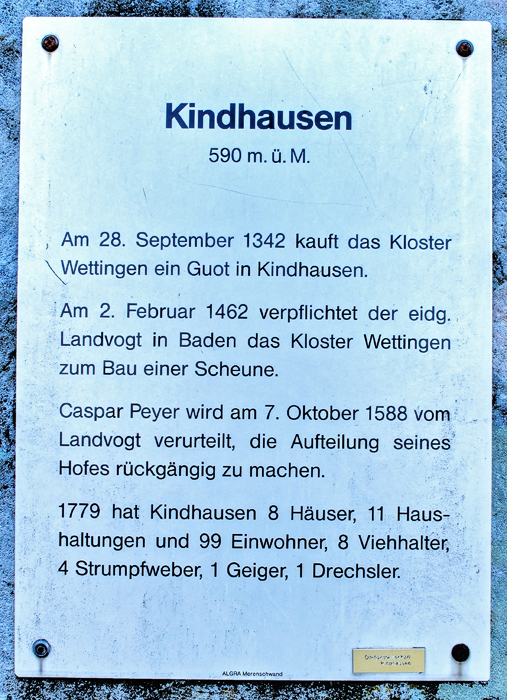 Kindhausen
590 m. ü. M.
Am 28. September 1342 kauft das Kloster
Wettingen ein Guot in Kindhausen.
Am 2. Februar 1462 verpflichtet der eidg.
Landvogt in Baden das Kloster Wettingen
zum Bau einer Scheune.
Caspar Peyer wird am 7. Oktober 1588 vom
Landvogt verurteilt, die Aufteilung seines
Hofes rückgängig zu machen.
1779 hat Kindhausen 8 Häuser, 11 Haus-
haltungen und 99 Einwohner, 8 Viehhalter,
4 Strumpfweber, 1 Geiger, 1 Drechsler.
ALGRA Merenschwand